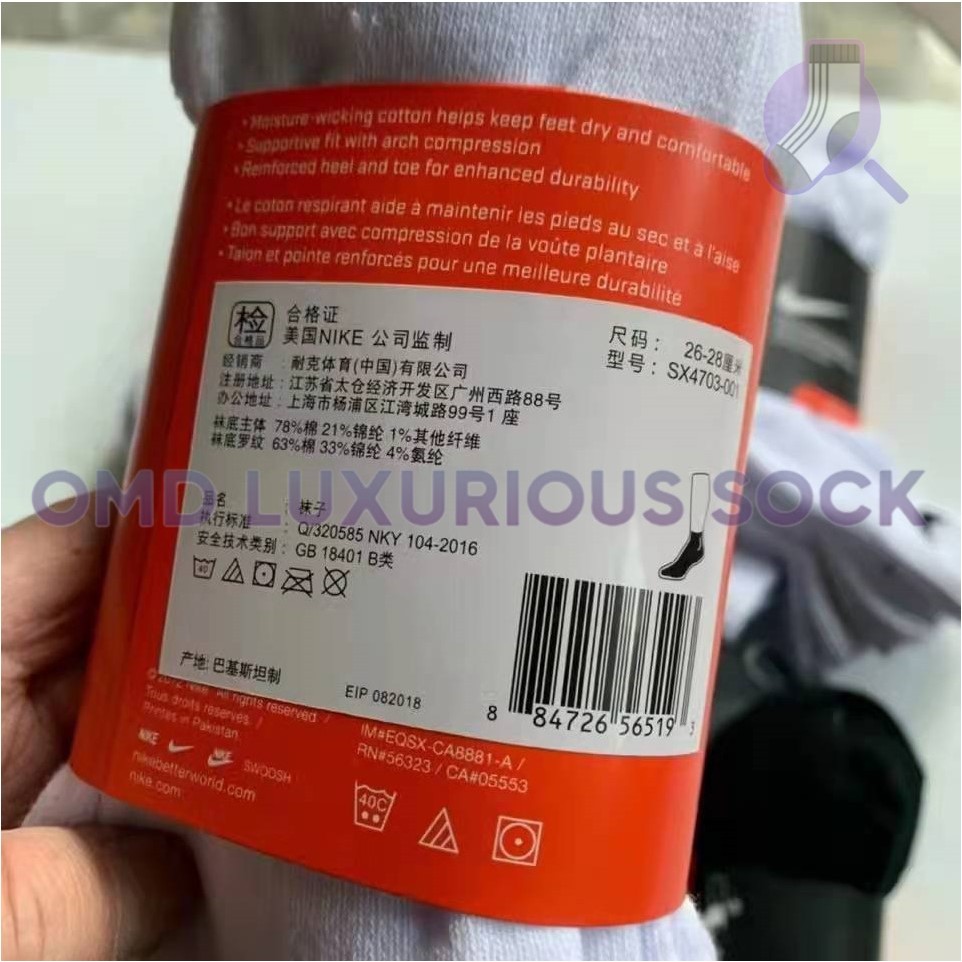 • Moisture-wicking cotton helps keep feet dry and comfortable
• Supportive fit with arch compression
• Reinforced heel and toe for enhanced durability
• Le coton respirant aide à maintenir les pieds au sec et à l'aise
• Bon support avec compression de la voûte plantaire
• Talon et pointe renforcés pour une meilleure durabilité
检 合格品
合格证
美国NIKE 公司监制
经销商 : 耐克体育(中国)有限公司
注册地址 : 江苏省太仓经济开发区广州西路88号
办公地址 : 上海市杨浦区江湾城路99号1 座
袜底主体 78%棉 21%锦纶 1%其他纤维
袜底罗纹 63%棉 33%锦纶 4%氨纶
尺码 : 26-28厘米
型号 : SX4703-001
OMD LUXURIOUS SOCK
品名 : 袜子
执行标准 : Q/320585 NKY 104-2016
安全技术类别 : GB 18401 B类
40
产地: 巴基斯坦制
EIP 082018
8 84726 56519 3
© 2012 Nike. All rights reserved. /
Tous droits réservés. /
Printed in Pakistan
NIKE NIKE SWOOSH
nikebetterworld.com
nike.com
IM#EQSX-CA8881-A /
RN#56323 / CA#05553
40C